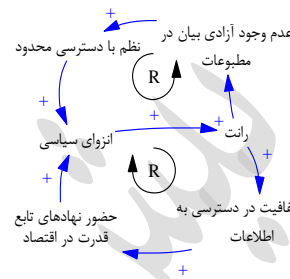 عدم وجود آزادی بیان در
مطبوعات
نظم با دسترسی محدود
R
انزوای سیاسی
رانت
R
فافیت در دسترسی به
اطلاعات
حضور نهادهای تابع
قدرت در اقتصاد
+
+
+
+
+
+
+